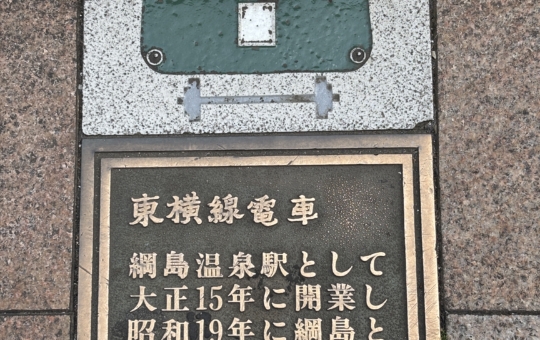 東横線電車
綱島温泉駅として
大正15年に開業し
昭和19年に綱島と